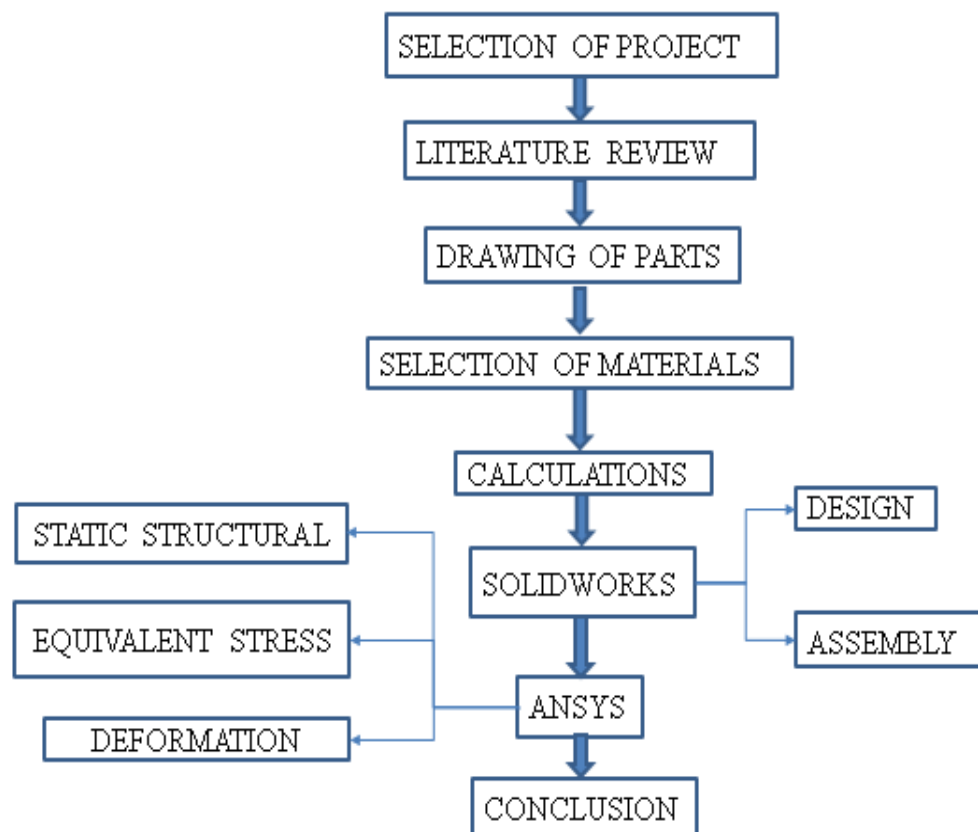 SELECTION OF PROJECT
LITERATURE REVIEW
DRAWING OF PARTS
SELECTION OF MATERIALS
CALCULATIONS
DESIGN
STATIC STRUCTURAL
SOLIDWORKS
EQUIVALENT STRESS
ASSEMBLY
ANSYS
DEFORMATION
CONCLUSION